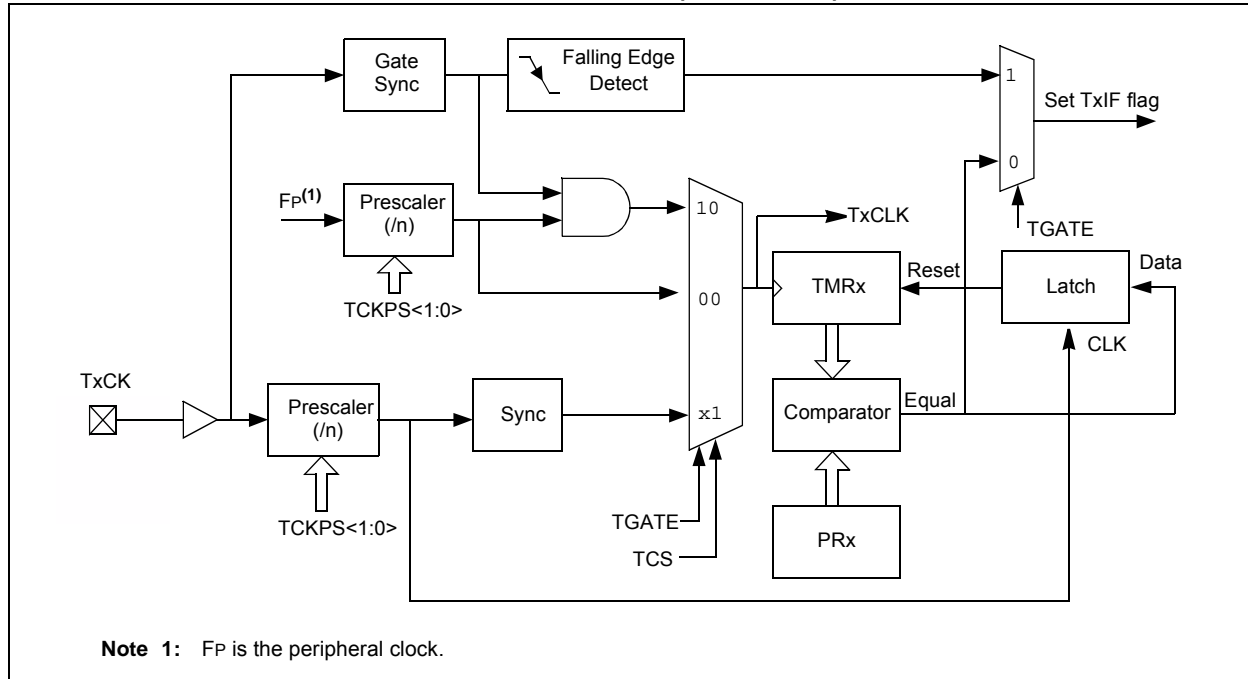 Gate
Sync
Falling Edge
Detect
1
Set TxIF flag
0
FP(1)
Prescaler
(/n)
10
TxCLK
TGATE
TCKPS<1:0>
00
TMRx
Reset
Latch
Data
CLK
TxCK
Prescaler
(/n)
Sync
x1
Comparator
Equal
TCKPS<1:0>
TGATE
TCS
PRx
Note 1: FP is the peripheral clock.